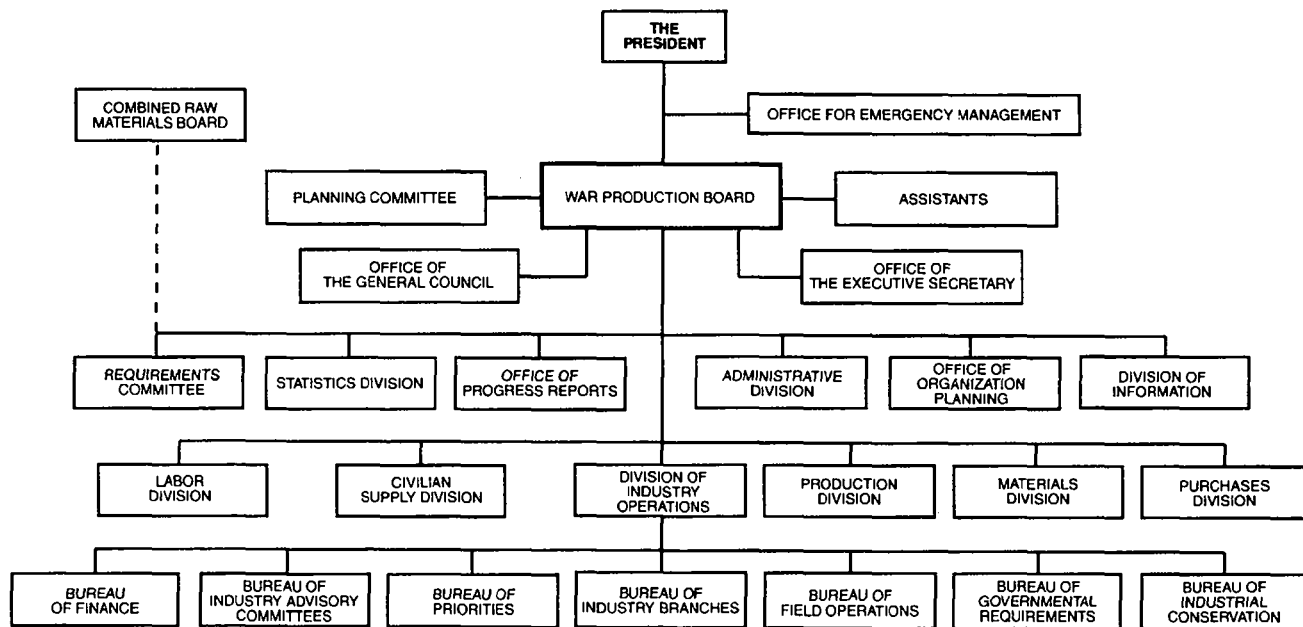 THE
PRESIDENT
COMBINED RAW
MATERIALS BOARD
OFFICE FOR EMERGENCY MANAGEMENT
PLANNING COMMITTEE
WAR PRODUCTION BOARD
ASSISTANTS
OFFICE OF
THE GENERAL COUNCIL
OFFICE OF
THE EXECUTIVE SECRETARY
REQUIREMENTS
COMMITTEE
STATISTICS DIVISION
OFFICE OF
PROGRESS REPORTS
ADMINISTRATIVE
DIVISION
OFFICE OF
ORGANIZATION
PLANNING
DIVISION OF
INFORMATION
LABOR
DIVISION
CIVILIAN
SUPPLY DIVISION
DIVISION OF
INDUSTRY
OPERATIONS
PRODUCTION
DIVISION
MATERIALS
DIVISION
PURCHASES
DIVISION
BUREAU
OF FINANCE
BUREAU OF
INDUSTRY ADVISORY
COMMITTEES
BUREAU OF
PRIORITIES
BUREAU OF
INDUSTRY BRANCHES
BUREAU OF
FIELD OPERATIONS
BUREAU OF
GOVERNMENTAL
REQUIREMENTS
BUREAU OF
INDUSTRIAL
CONSERVATION